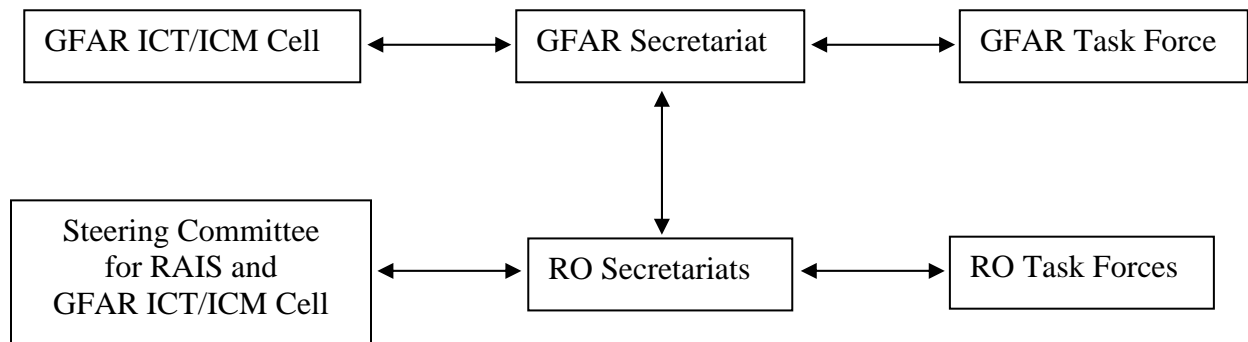 GFAR ICT/ICM Cell
GFAR Secretariat
GFAR Task Force
Steering Committee
for RAIS and
GFAR ICT/ICM Cell
RO Secretariats
RO Task Forces